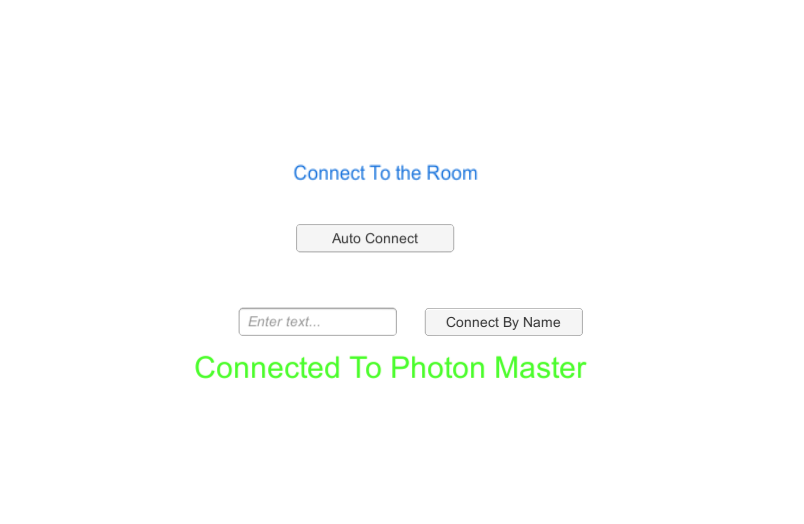 Connect To the Room
Auto Connect
Enter text...
Connect By Name
Connected To Photon Master